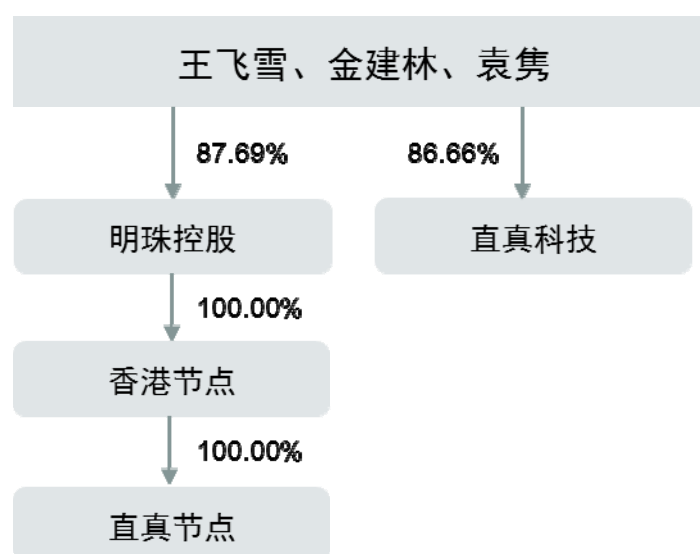 王飞雪、金建林、袁隽
87.69%
86.66%
明珠控股
直真科技
100.00%
香港节点
100.00%
直真节点